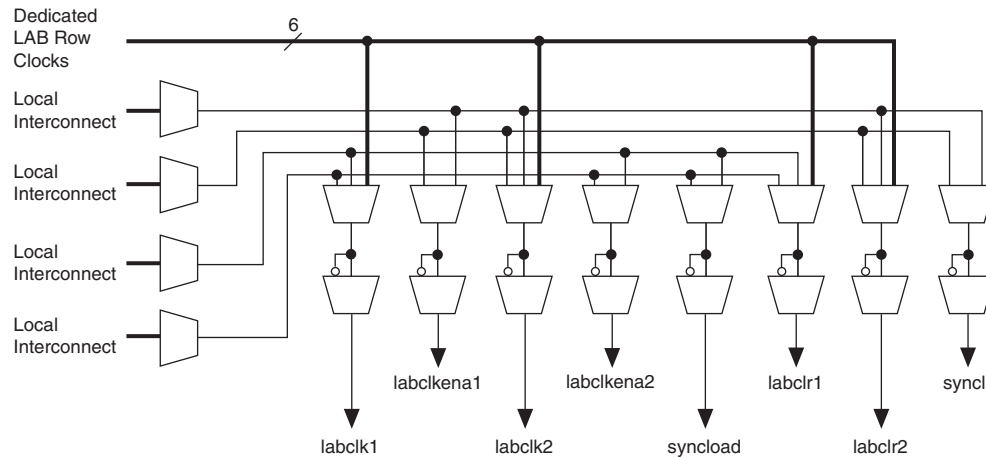 Dedicated
LAB Row
Clocks
6
Local
Interconnect
Local
Interconnect
Local
Interconnect
Local
Interconnect
labclkena1
labclkena2
labclr1
syncl
labclk1
labclk2
syncload
labclr2